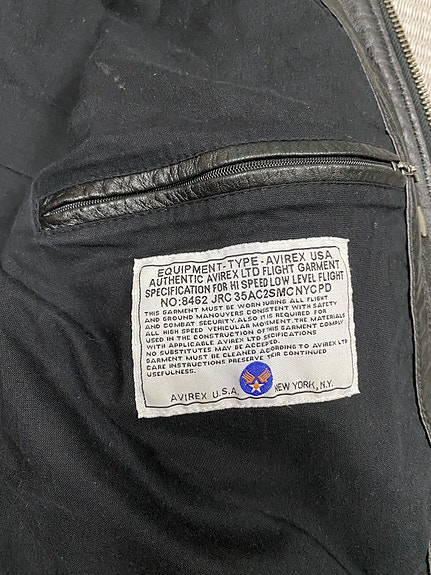 EQUIPMENT-TYPE-AVIREX USA
AUTHENTIC AVIREX LTD FLIGHT GARMENT
SPECIFICATION FOR HI SPEED LOW LEVEL FLIGHT
NO:8462 JRC 35AC2SMCNYCPD
THIS GARMENT MUST BE WORN DURING ALL FLIGHT
AND GROUND MANOUVERS CONSISTENT WITH SAFETY
AND COMBAT SECURITY. ALSO IT IS REQUIRED FOR
ALL HIGH SPEED VEHICULAR MOVEMENT. THE MATERIALS
USED IN THE CONSTRUCTION OF THIS GARMENT COMPLY
WITH APPLICABLE AVIREX LTD SPECIFICATIONS
NO SUBSTITUTES MAY BE ACCEPTED.
GARMENT MUST BE CLEANED ACCORDING TO AVIREX LTD
CARE INSTRUCTIONS PRESERVE THEIR CONTINUED
USEFULNESS.
AVIREX U.S.A. NEW YORK, N.Y.